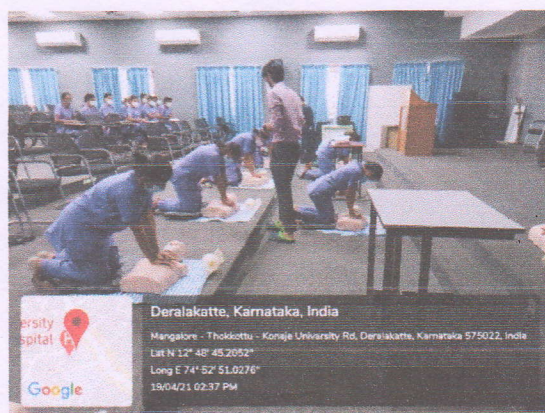 Deralakatte, Karnataka, India
Mangalore - Thokkottu - Konaje University Rd, Deralakatte, Karnataka 575022, India
Lat N 12° 48' 45.2052"
Long E 74° 52' 51.0276"
19/04/21 02:37 PM
ersity
spital
Google